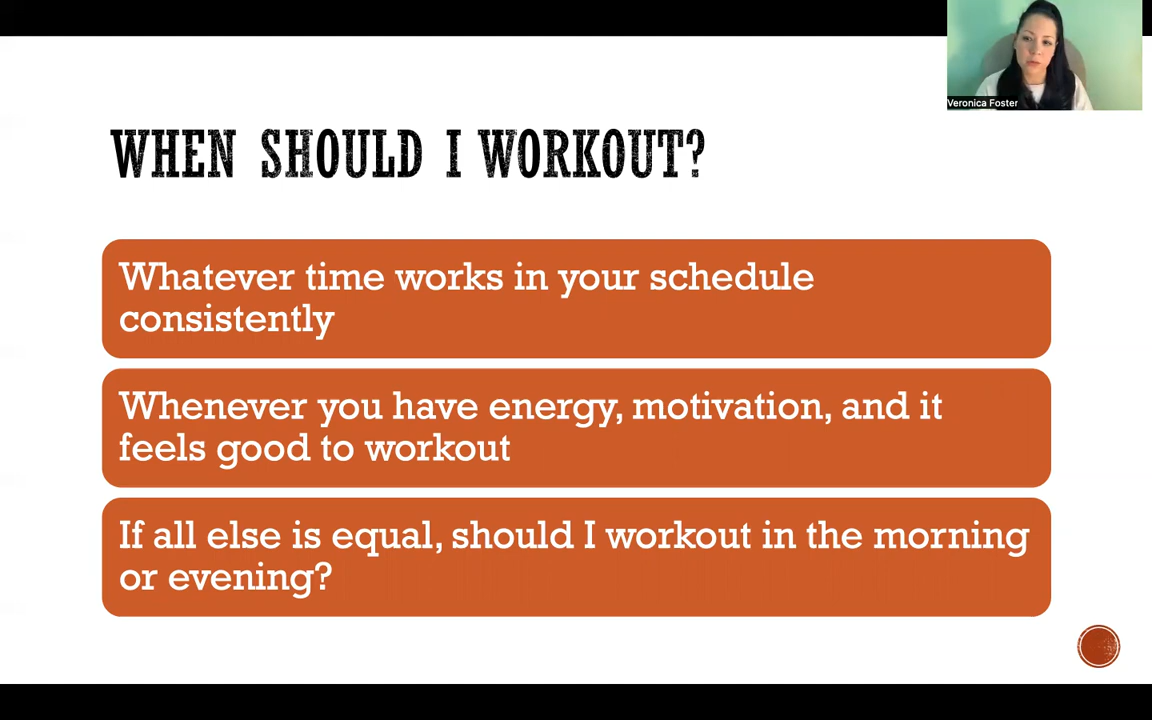 Veronica Foster
WHEN SHOULD I WORKOUT?
Whatever time works in your schedule
consistently
Whenever you have energy, motivation, and it
feels good to workout
If all else is equal, should I workout in the morning
or evening?